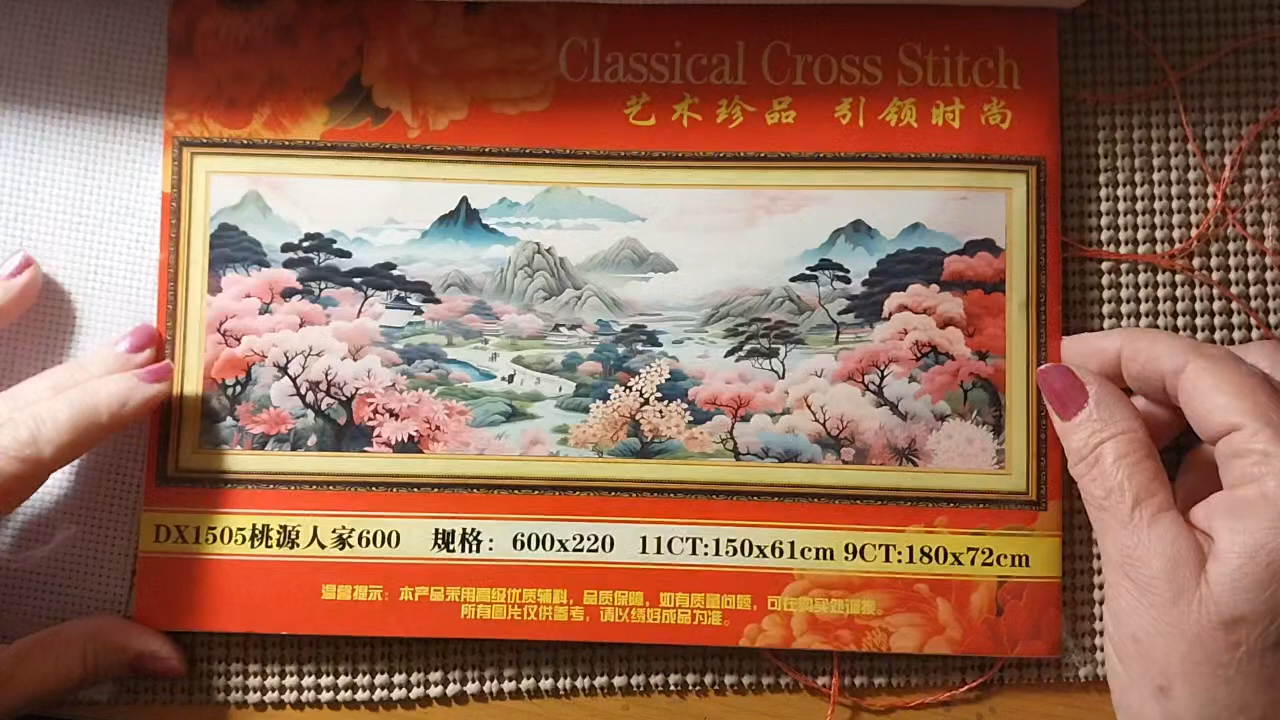 Classical Cross Stitch
艺术珍品 引领时尚
DX1505桃源人家600 规格：600x220 11CT:150x61cm 9CT:180x72cm
温馨提示：本产品采用高级优质辅料，品质保障，如有质量问题，可在购买处调换。
所有图片仅供参考，请以绣好成品为准。